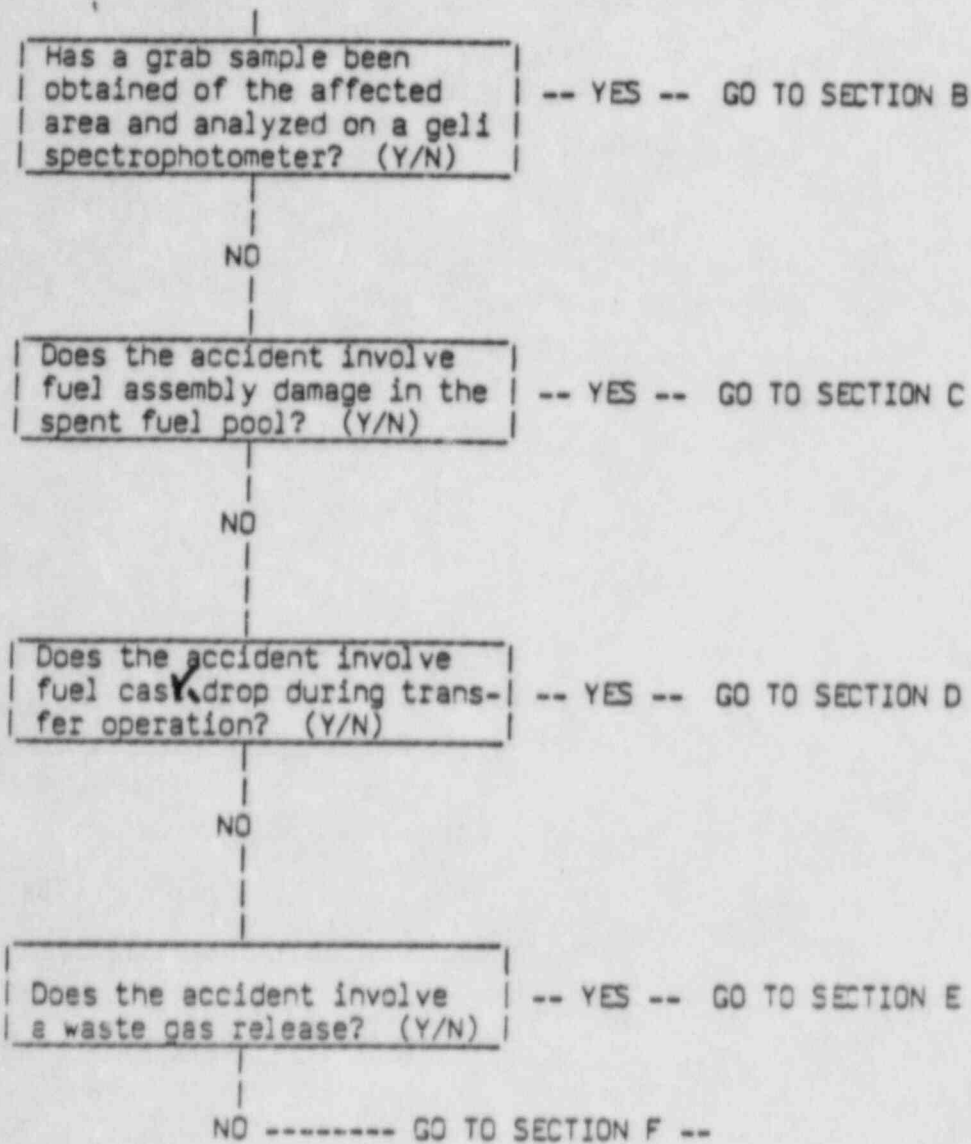 Has a grab sample been
obtained of the affected -- YES -- GO TO SECTION B
area and analyzed on a geli
spectrophotometer? (Y/N)
NO
Does the accident involve
fuel assembly damage in the -- YES -- GO TO SECTION C
spent fuel pool? (Y/N)
NO
Does the accident involve
fuel cask drop during trans- -- YES -- GO TO SECTION D
fer operation? (Y/N)
NO
Does the accident involve -- YES -- GO TO SECTION E
a waste gas release? (Y/N)
NO -------- GO TO SECTION F --